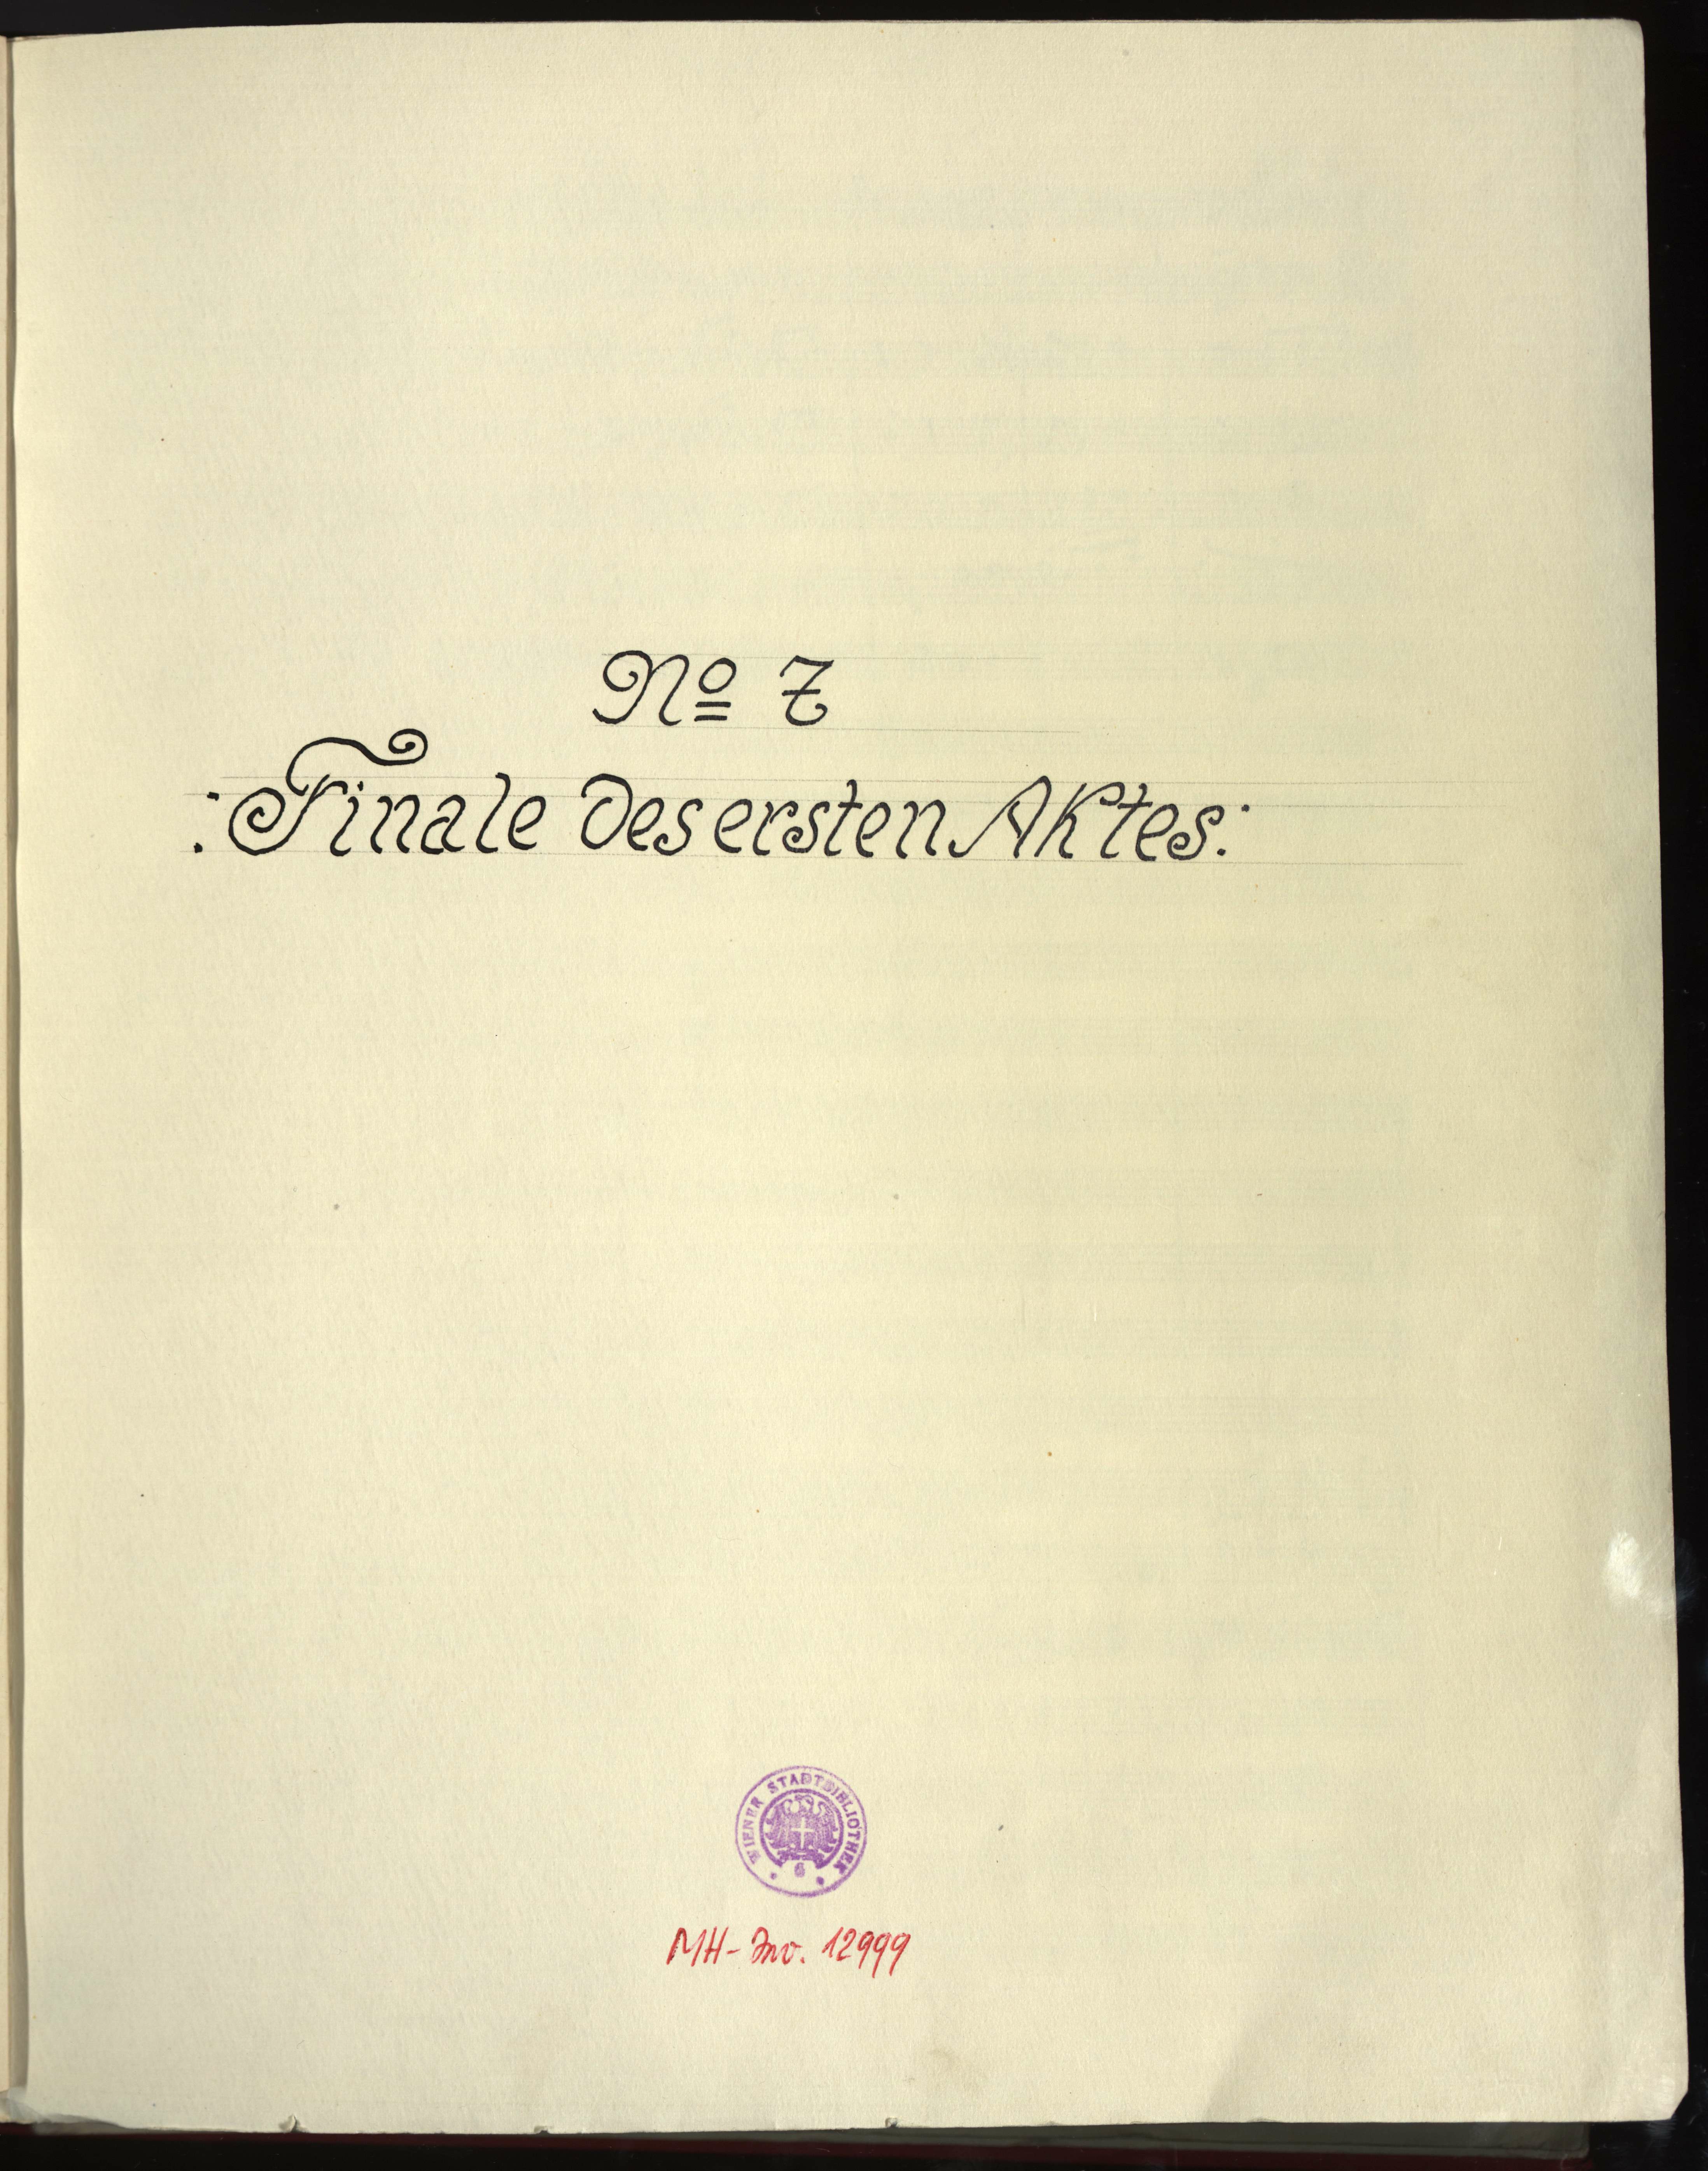 Nº 7
:Finale des ersten Aktes:
WIENER STADTBIBLIOTHEK
MH-Inv. 12999